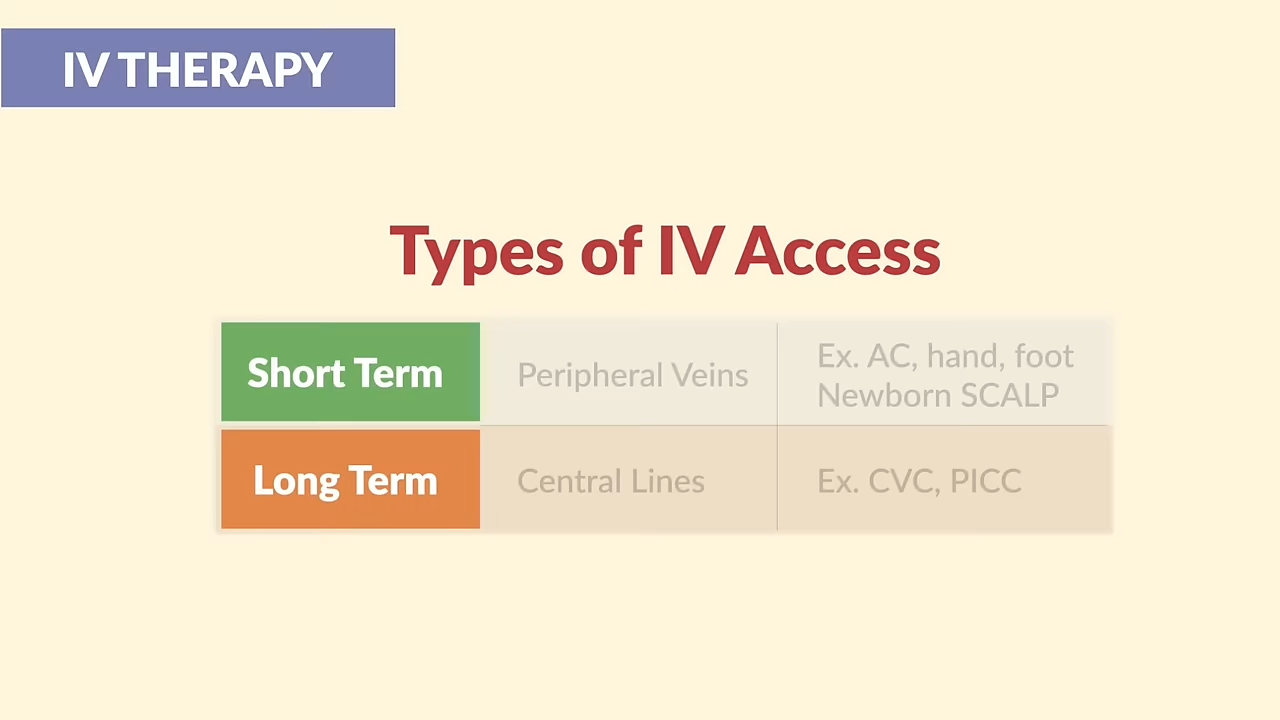 IV THERAPY
Types of IV Access
Short Term
Peripheral Veins
Ex. AC, hand, foot
Newborn SCALP
Long Term
Central Lines
Ex. CVC, PICC